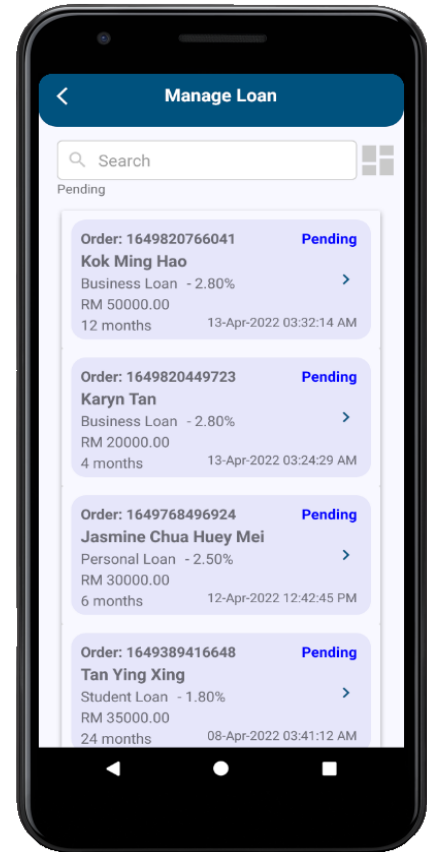 Manage Loan
Search
Pending
Order: 1649820766041 Pending
Kok Ming Hao
Business Loan - 2.80%
RM 50000.00
12 months 13-Apr-2022 03:32:14 AM
Order: 1649820449723 Pending
Karyn Tan
Business Loan - 2.80%
RM 20000.00
4 months 13-Apr-2022 03:24:29 AM
Order: 1649768496924 Pending
Jasmine Chua Huey Mei
Personal Loan - 2.50%
RM 30000.00
6 months 12-Apr-2022 12:42:45 PM
Order: 1649389416648 Pending
Tan Ying Xing
Student Loan - 1.80%
RM 35000.00
24 months 08-Apr-2022 03:41:12 AM